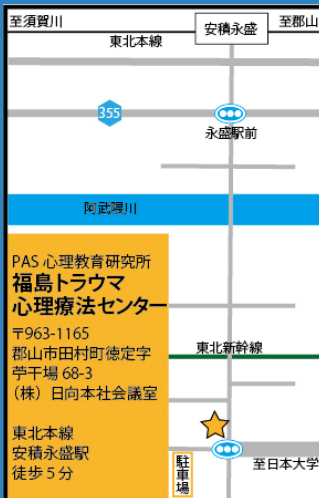 至須賀川
安積永盛
至郡山
東北本線
355
永盛駅前
阿武隈川
PAS 心理教育研究所
福島トラウマ
心理療法センター
〒963-1165
郡山市田村町徳定字
苧干場 68-3
（株）日向本社会議室
東北本線
安積永盛駅
徒歩 5 分
東北新幹線
駐車場
至日本大学